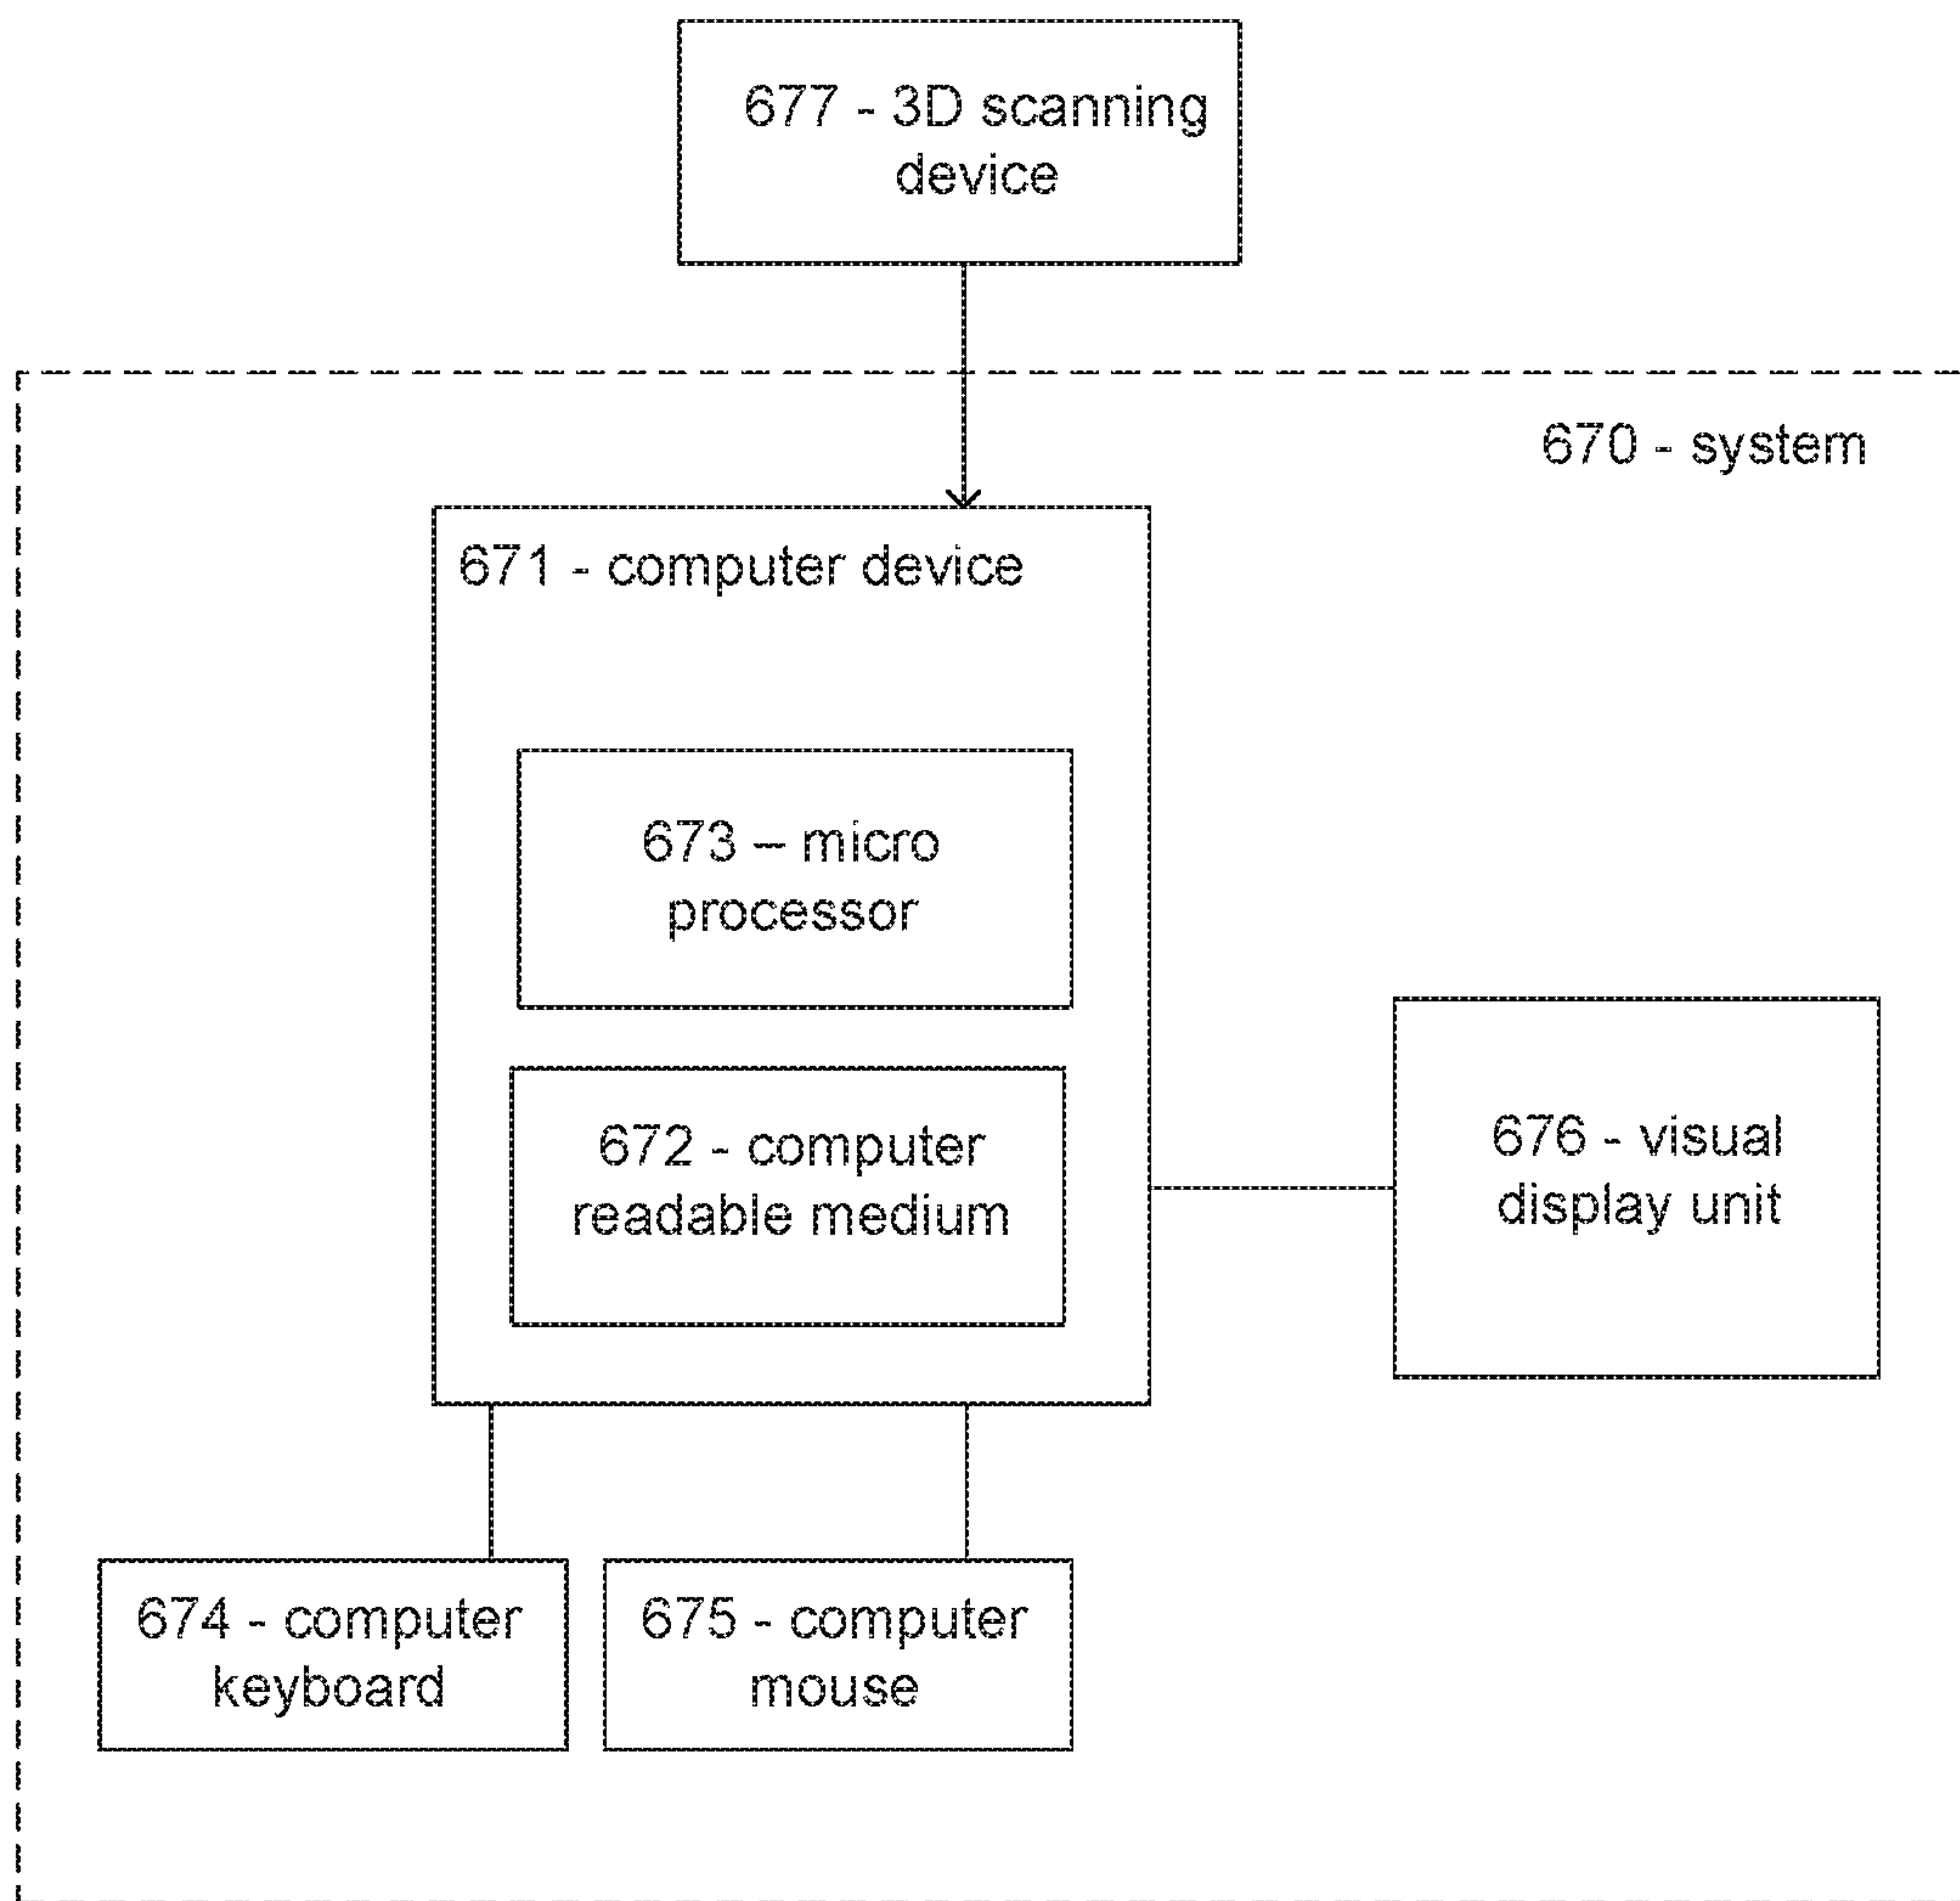 677 - 3D scanning
device
670 - system
671 - computer device
673 – micro
processor
672 - computer
readable medium
676 - visual
display unit
674 - computer
keyboard
675 - computer
mouse